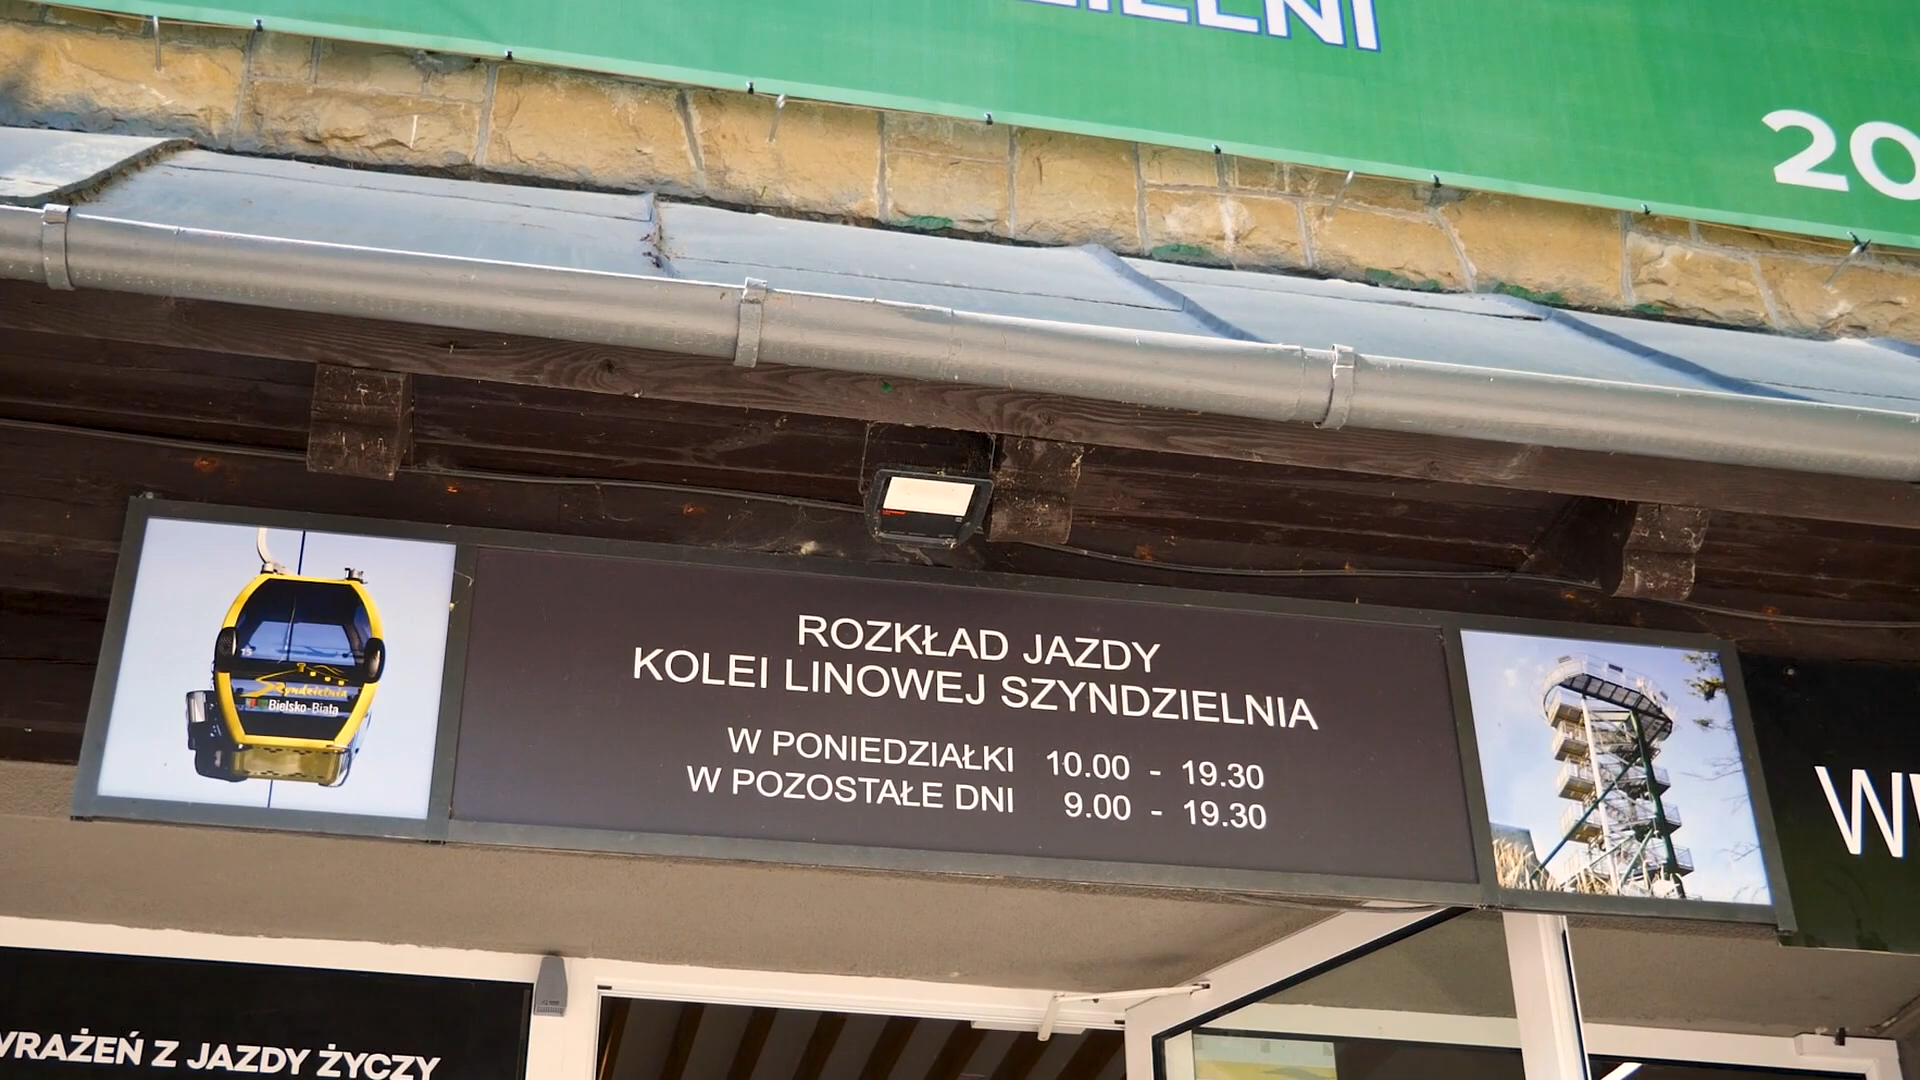 20
ROZKŁAD JAZDY
KOLEI LINOWEJ SZYNDZIELNIA
W PONIEDZIAŁKI 10.00 - 19.30
W POZOSTAŁE DNI 9.00 - 19.30
15
Szyndzielnia
Bielsko-Biała
Z JAZDY ŻYCZY